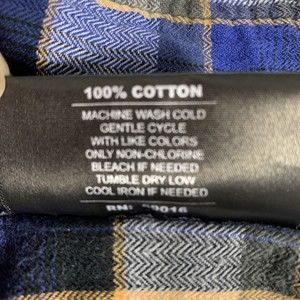 100% COTTON
MACHINE WASH COLD
GENTLE CYCLE
WITH LIKE COLORS
ONLY NON-CHLORINE
BLEACH IF NEEDED
TUMBLE DRY LOW
COOL IRON IF NEEDED
RN: